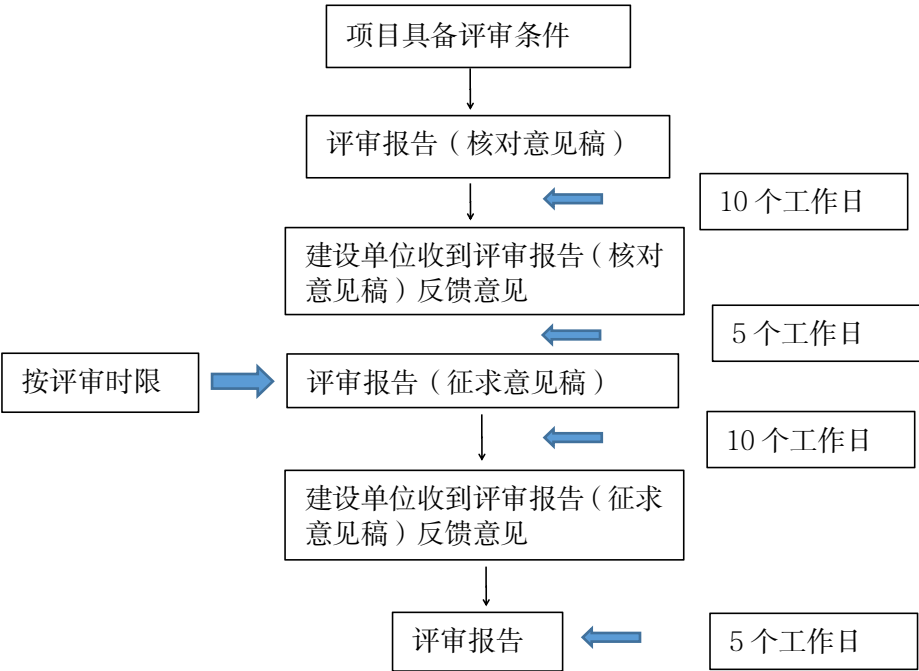 项目具备评审条件
评审报告（核对意见稿）
10 个工作日
建设单位收到评审报告（核对
意见稿）反馈意见
5 个工作日
按评审时限
评审报告（征求意见稿）
10 个工作日
建设单位收到评审报告（征求
意见稿）反馈意见
评审报告
5 个工作日